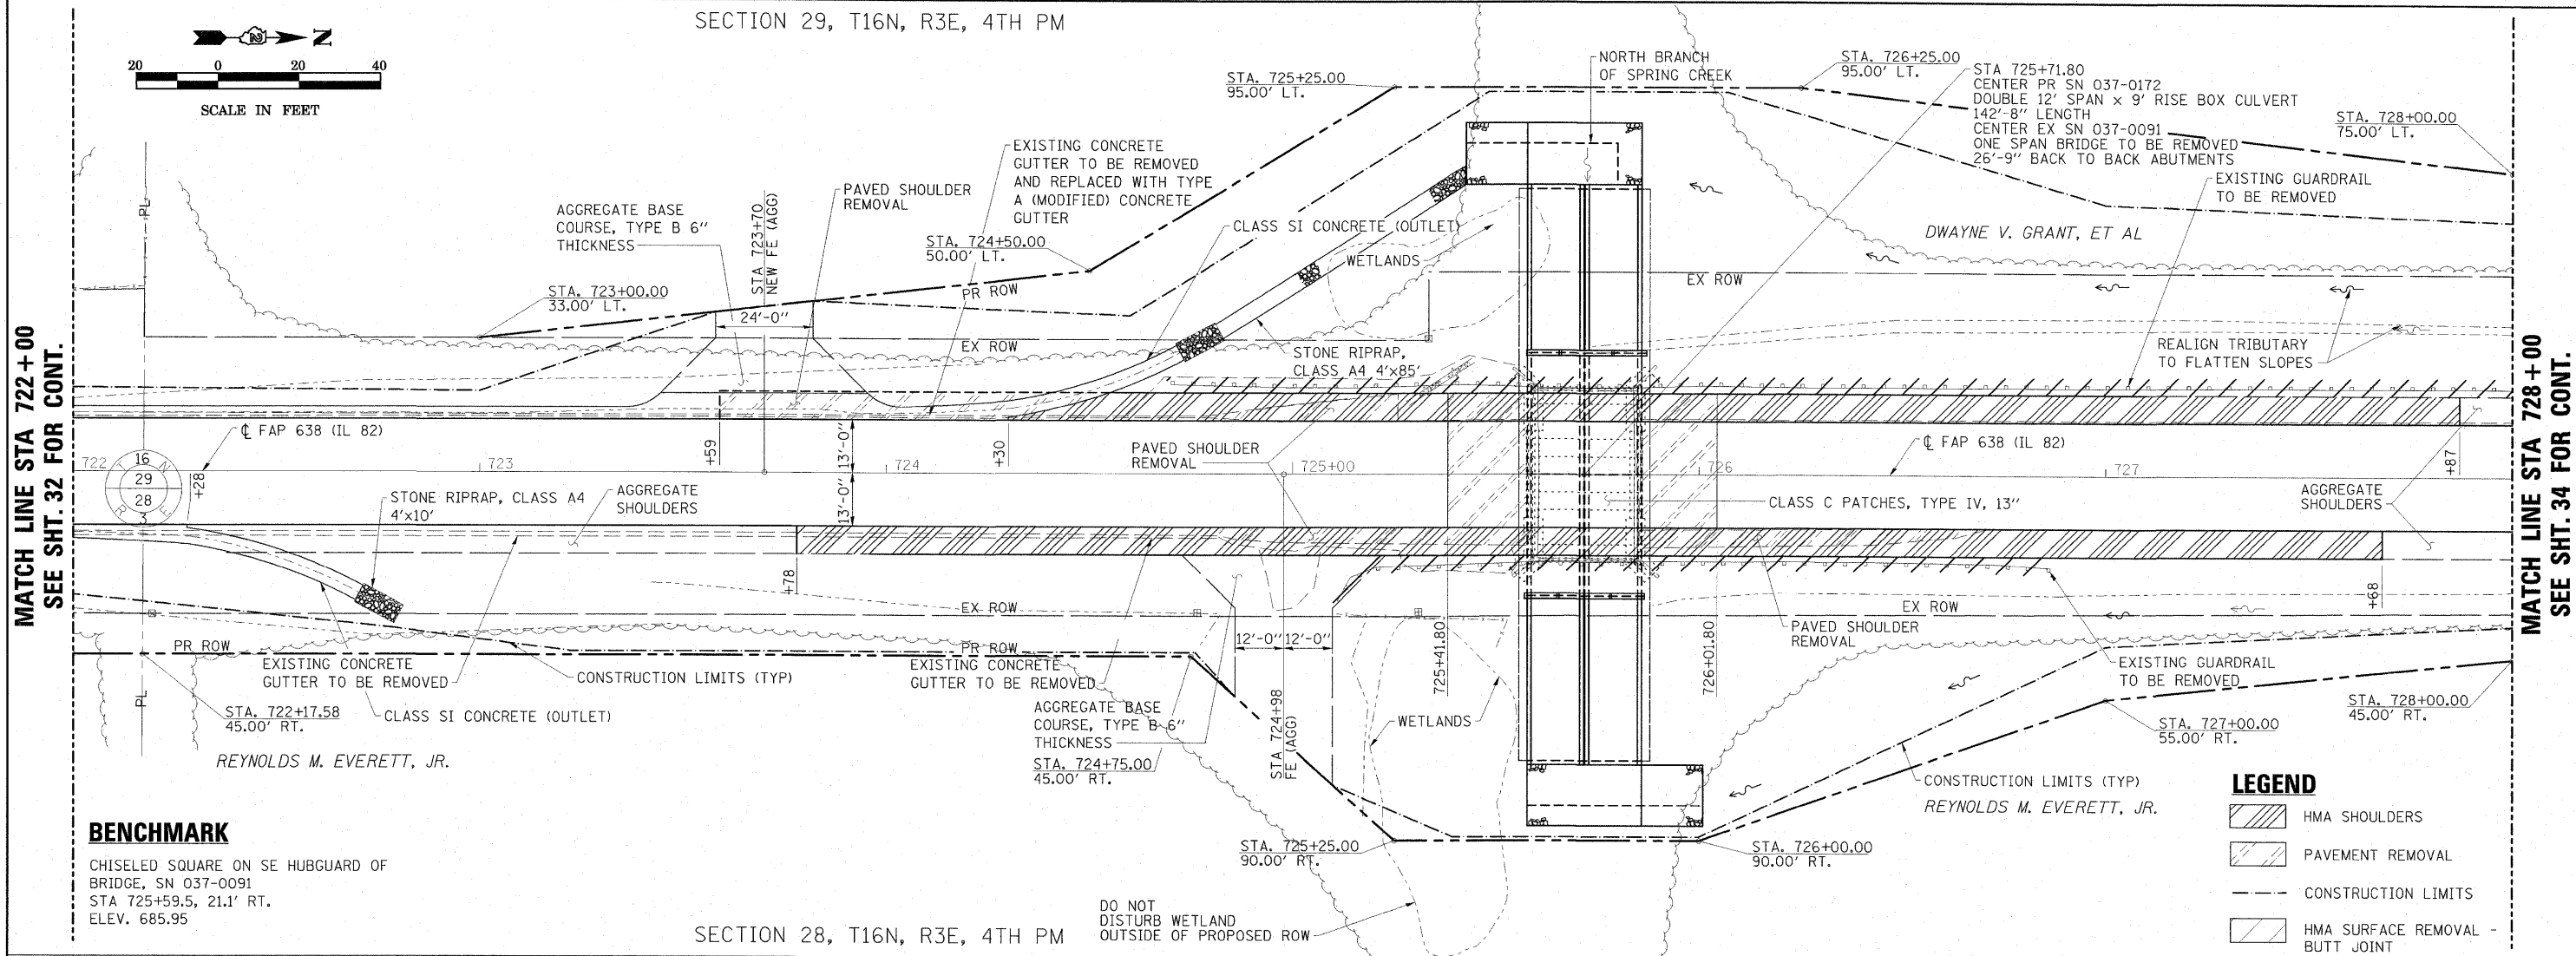 SECTION 29, T16N, R3E, 4TH PM
N
20 0 20 40
SCALE IN FEET
MATCH LINE STA 722+00
SEE SHT. 32 FOR CONT.
PL
AGGREGATE BASE
COURSE, TYPE B 6"
THICKNESS
STA 723+70
NEW FE (AGG)
PAVED SHOULDER
REMOVAL
EXISTING CONCRETE
GUTTER TO BE REMOVED
AND REPLACED WITH TYPE
A (MODIFIED) CONCRETE
GUTTER
STA. 725+25.00
95.00' LT.
NORTH BRANCH
OF SPRING CREEK
STA. 726+25.00
95.00' LT.
STA 725+71.80
CENTER PR SN 037-0172
DOUBLE 12' SPAN x 9' RISE BOX CULVERT
142'-8" LENGTH
CENTER EX SN 037-0091
ONE SPAN BRIDGE TO BE REMOVED
26'-9" BACK TO BACK ABUTMENTS
STA. 728+00.00
75.00' LT.
EXISTING GUARDRAIL
TO BE REMOVED
DWAYNE V. GRANT, ET AL
STA. 723+00.00
33.00' LT.
STA. 724+50.00
50.00' LT.
CLASS SI CONCRETE (OUTLET)
WETLANDS
PR ROW
24'-0"
EX ROW
EX ROW
STONE RIPRAP,
CLASS A4 4'x85'
REALIGN TRIBUTARY
TO FLATTEN SLOPES
MATCH LINE STA 728+00
SEE SHT. 34 FOR CONT.
℄ FAP 638 (IL 82)
+59
13'-0"
13'-0"
+30
PAVED SHOULDER
REMOVAL
℄ FAP 638 (IL 82)
+87
722
723
724
725+00
726
727
T N
16
29
28
3
R E
+28
STONE RIPRAP, CLASS A4
4'x10'
AGGREGATE
SHOULDERS
CLASS C PATCHES, TYPE IV, 13"
AGGREGATE
SHOULDERS
+78
+68
EX ROW
EX ROW
PR ROW
PR ROW
12'-0" 12'-0"
725+41.80
726+01.80
PAVED SHOULDER
REMOVAL
EXISTING CONCRETE
GUTTER TO BE REMOVED
CONSTRUCTION LIMITS (TYP)
EXISTING CONCRETE
GUTTER TO BE REMOVED
EXISTING GUARDRAIL
TO BE REMOVED
PL
STA. 722+17.58
45.00' RT.
CLASS SI CONCRETE (OUTLET)
REYNOLDS M. EVERETT, JR.
AGGREGATE BASE
COURSE, TYPE B 6"
THICKNESS
STA. 724+75.00
45.00' RT.
STA 724+98
FE (AGG)
WETLANDS
STA. 727+00.00
55.00' RT.
STA. 728+00.00
45.00' RT.
CONSTRUCTION LIMITS (TYP)
REYNOLDS M. EVERETT, JR.
STA. 725+25.00
90.00' RT.
STA. 726+00.00
90.00' RT.
DO NOT
DISTURB WETLAND
OUTSIDE OF PROPOSED ROW
BENCHMARK
CHISELED SQUARE ON SE HUBGUARD OF
BRIDGE, SN 037-0091
STA 725+59.5, 21.1' RT.
ELEV. 685.95
SECTION 28, T16N, R3E, 4TH PM
LEGEND
HMA SHOULDERS
PAVEMENT REMOVAL
CONSTRUCTION LIMITS
HMA SURFACE REMOVAL -
BUTT JOINT